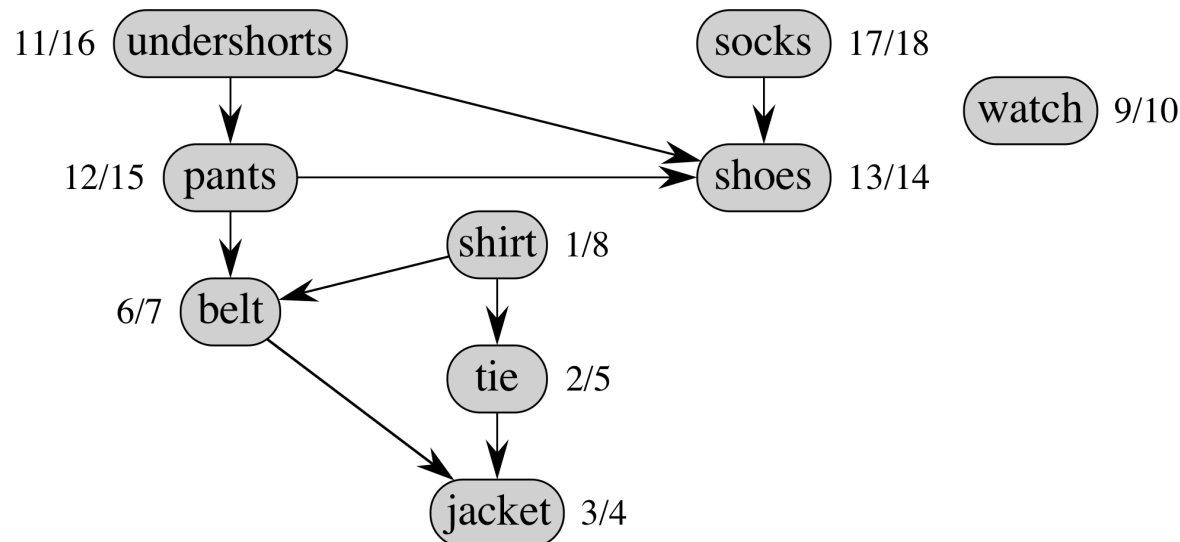 11/16 undershorts socks 17/18
watch 9/10
12/15 pants shoes 13/14
shirt 1/8
6/7 belt
tie 2/5
jacket 3/4